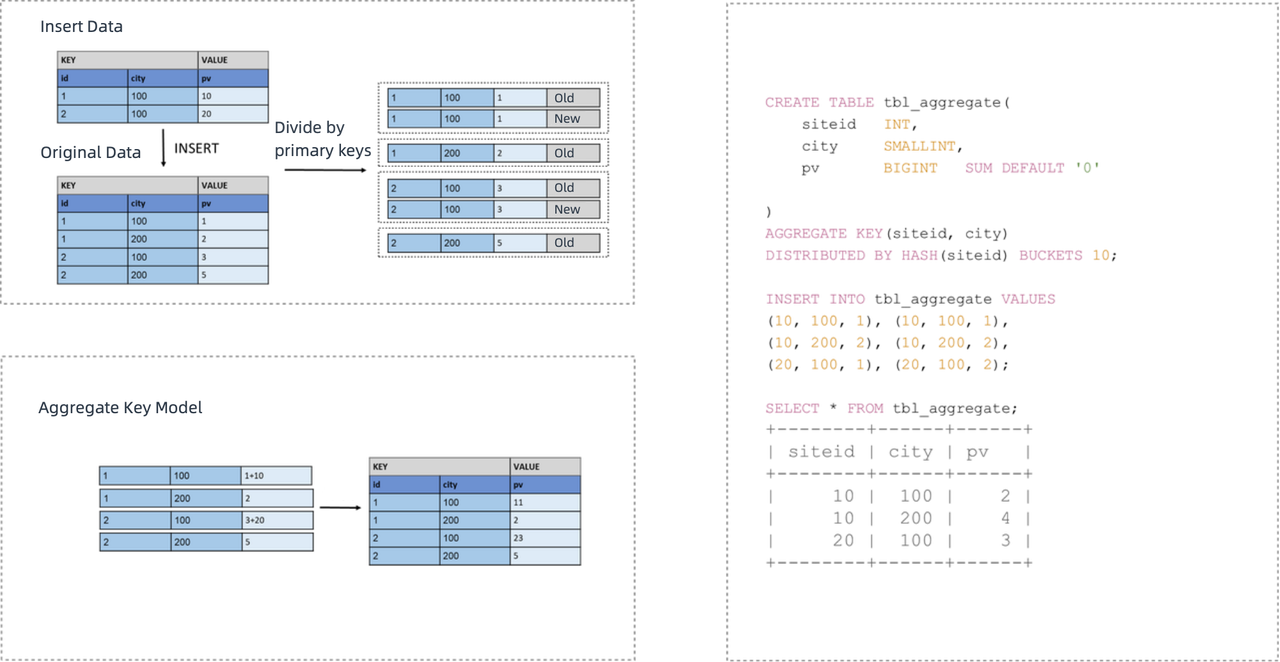 Insert Data
KEY VALUE
id city pv
1 100 10
2 100 20
Original Data
INSERT
KEY VALUE
id city pv
1 100 1
1 200 2
2 100 3
2 200 5
Divide by
primary keys
1 100 1 Old
1 100 1 New
1 200 2 Old
2 100 3 Old
2 100 3 New
2 200 5 Old
Aggregate Key Model
1 100 1+10
1 200 2
2 100 3+20
2 200 5
KEY VALUE
id city pv
1 100 11
1 200 2
2 100 23
2 200 5
CREATE TABLE tbl_aggregate(
siteid INT,
city SMALLINT,
pv BIGINT SUM DEFAULT '0'
)
AGGREGATE KEY(siteid, city)
DISTRIBUTED BY HASH(siteid) BUCKETS 10;
INSERT INTO tbl_aggregate VALUES
(10, 100, 1), (10, 100, 1),
(10, 200, 2), (10, 200, 2),
(20, 100, 1), (20, 100, 2);
SELECT * FROM tbl_aggregate;
+--------+------+------+
| siteid | city | pv |
+--------+------+------+
| 10 | 100 | 2 |
| 10 | 200 | 4 |
| 20 | 100 | 3 |
+--------+------+------+